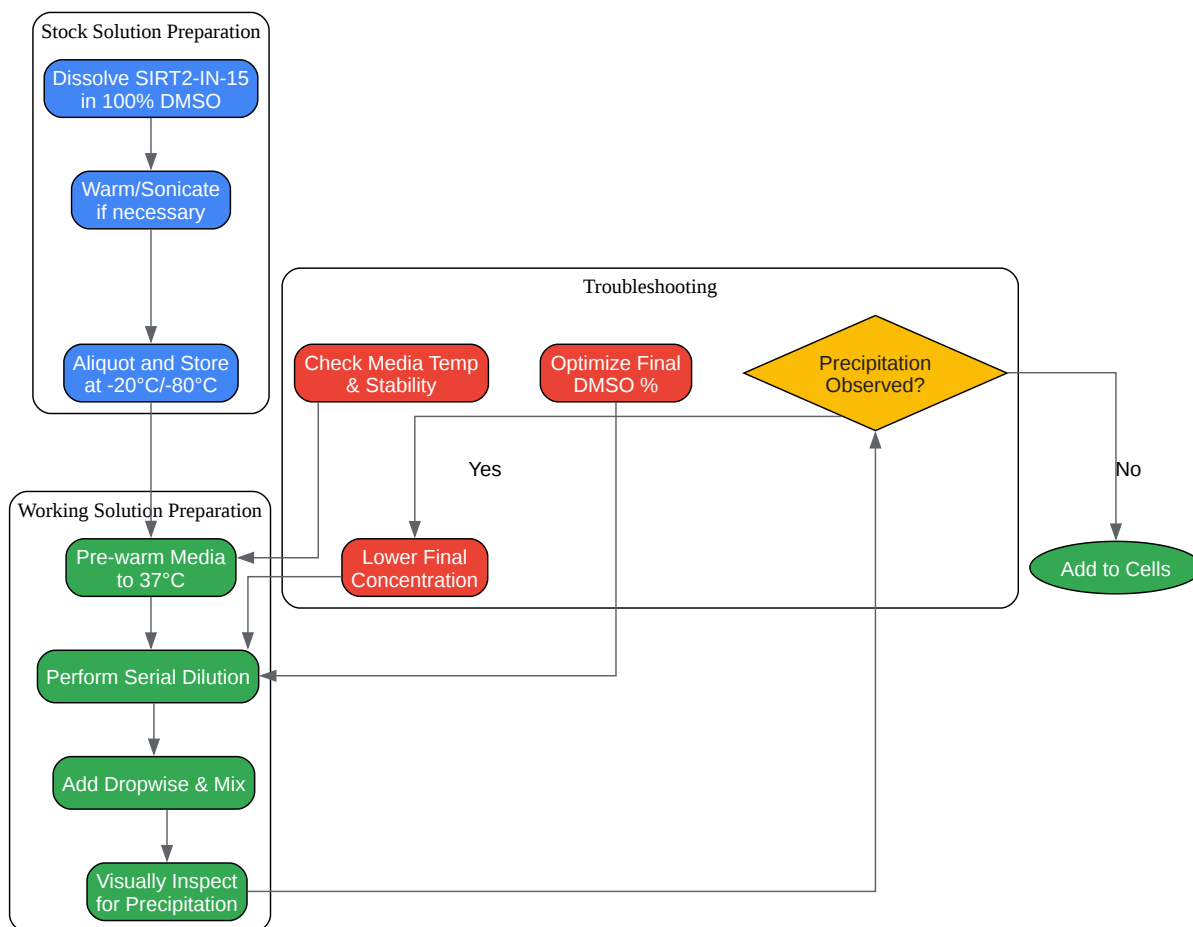 Stock Solution Preparation
Dissolve SIRT2-IN-15
in 100% DMSO
Warm/Sonicate
if necessary
Aliquot and Store
at -20°C/-80°C
Troubleshooting
Check Media Temp
& Stability
Optimize Final
DMSO %
Precipitation
Observed?
Yes
No
Lower Final
Concentration
Add to Cells
Working Solution Preparation
Pre-warm Media
to 37°C
Perform Serial Dilution
Add Dropwise & Mix
Visually Inspect
for Precipitation